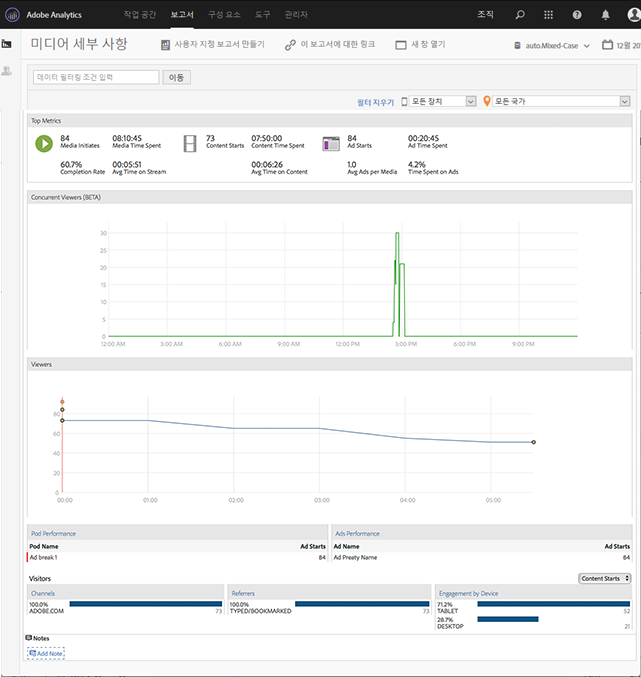 Adobe Analytics 작업 공간 보고서 구성 요소 도구 관리자 조직
미디어 세부 사항 사용자 지정 보고서 만들기 이 보고서에 대한 링크 새 창 열기 auto.Mixed-Case 12월 20
데이터 필터링 조건 입력 이동
필터 지우기 모든 장치 모든 국가
Top Metrics
84 08:10:45 73 07:50:00 84 00:20:45
Media Initiates Media Time Spent Content Starts Content Time Spent Ad Starts Ad Time Spent
60.7% 00:05:51 00:06:26 1.0 4.2%
Completion Rate Avg Time on Stream Avg Time on Content Avg Ads per Media Time Spent on Ads
Concurrent Viewers (BETA)
30
25
20
15
10
5
0
12:00 AM 3:00 AM 6:00 AM 9:00 AM 12:00 PM 3:00 PM 6:00 PM 9:00 PM
Viewers
80
60
40
20
0
00:00 01:00 02:00 03:00 04:00 05:00
Pod Performance Ads Performance
Pod Name Ad Starts Ad Name Ad Starts
Ad break 1 84 Ad Preaty Name 84
Visitors Content Starts
Channels Referrers Engagement by Device
100.0% 100.0% 71.2%
ADOBE.COM 73 TYPED/BOOKMARKED 73 TABLET 52
28.7%
DESKTOP 21
Notes
Add Note